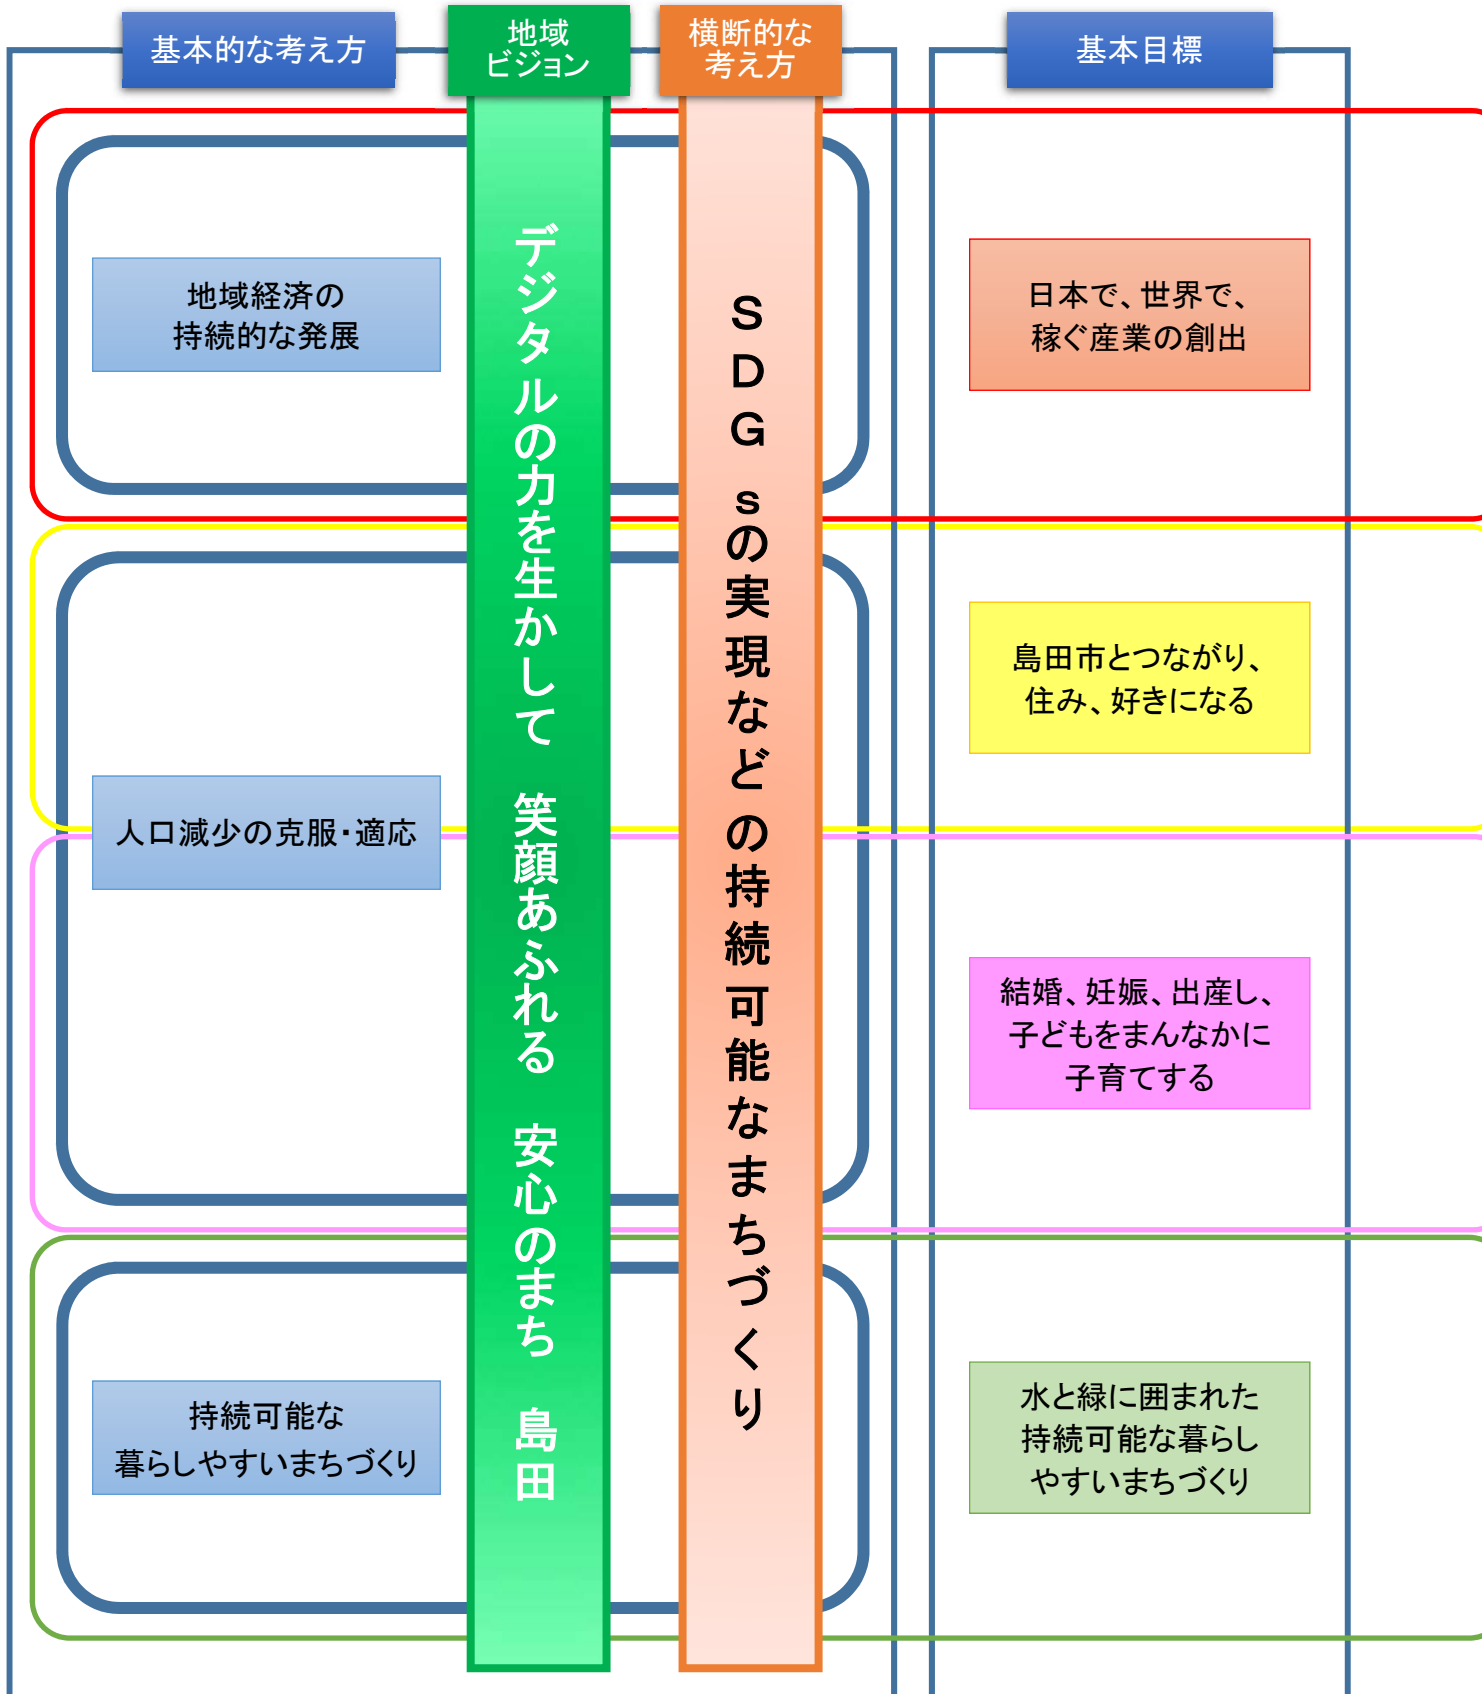 基本的な考え方
地域
ビジョン
横断的な
考え方
基本目標
地域経済の
持続的な発展
人口減少の克服・適応
持続可能な
暮らしやすいまちづくり
デジタルの力を生かして　笑顔あふれる　安心のまち　島田
ＳＤＧｓの実現などの持続可能なまちづくり
日本で、世界で、
稼ぐ産業の創出
島田市とつながり、
住み、好きになる
結婚、妊娠、出産し、
子どもをまんなかに
子育てする
水と緑に囲まれた
持続可能な暮らし
やすいまちづくり